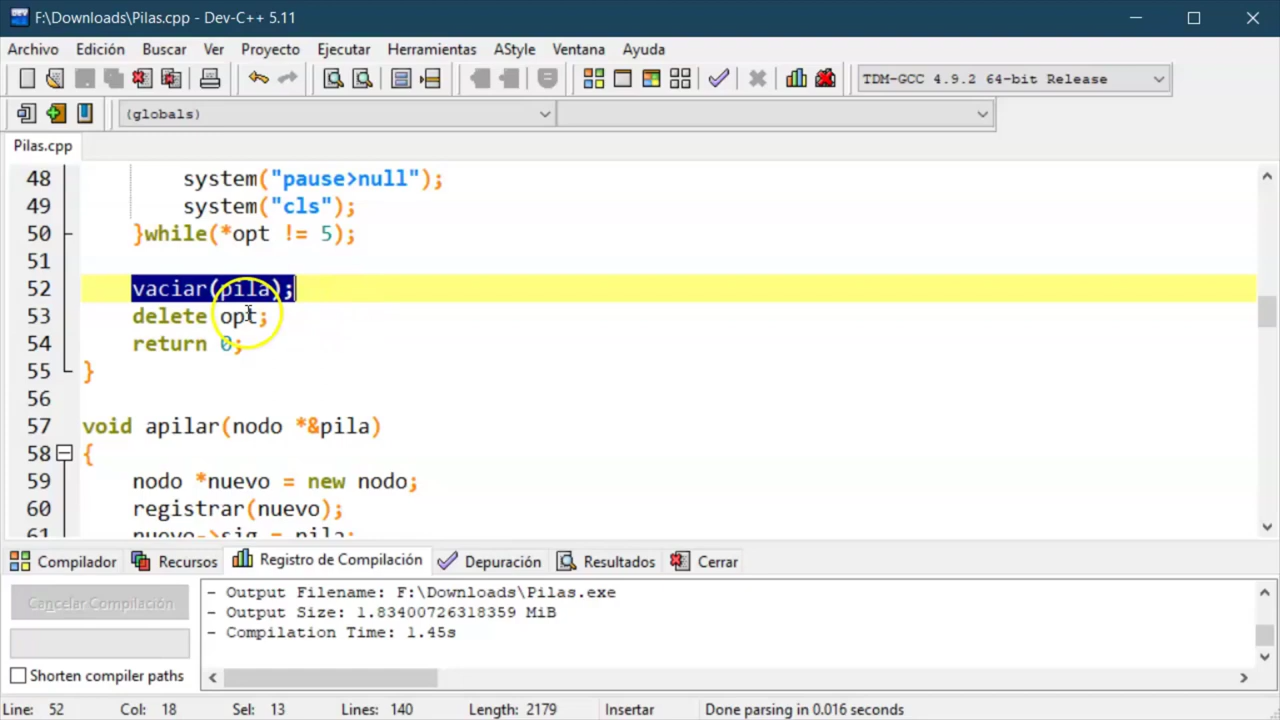 F:\Downloads\Pilas.cpp - Dev-C++ 5.11
Archivo Edición Buscar Ver Proyecto Ejecutar Herramientas AStyle Ventana Ayuda
TDM-GCC 4.9.2 64-bit Release
(globals)
Pilas.cpp
48 system("pause>null");
49 system("cls");
50 }while(*opt != 5);
51
52 vaciar(pila);
53 delete opt;
54 return 0;
55 }
56
57 void apilar(nodo *&pila)
58 {
59 nodo *nuevo = new nodo;
60 registrar(nuevo);
61 nuevo->sig = pila;
Compilador Recursos Registro de Compilación Depuración Resultados Cerrar
Cancelar Compilación
- Output Filename: F:\Downloads\Pilas.exe
- Output Size: 1.83400726318359 MiB
- Compilation Time: 1.45s
Shorten compiler paths
Line: 52 Col: 18 Sel: 13 Lines: 140 Length: 2179 Insertar Done parsing in 0.016 seconds